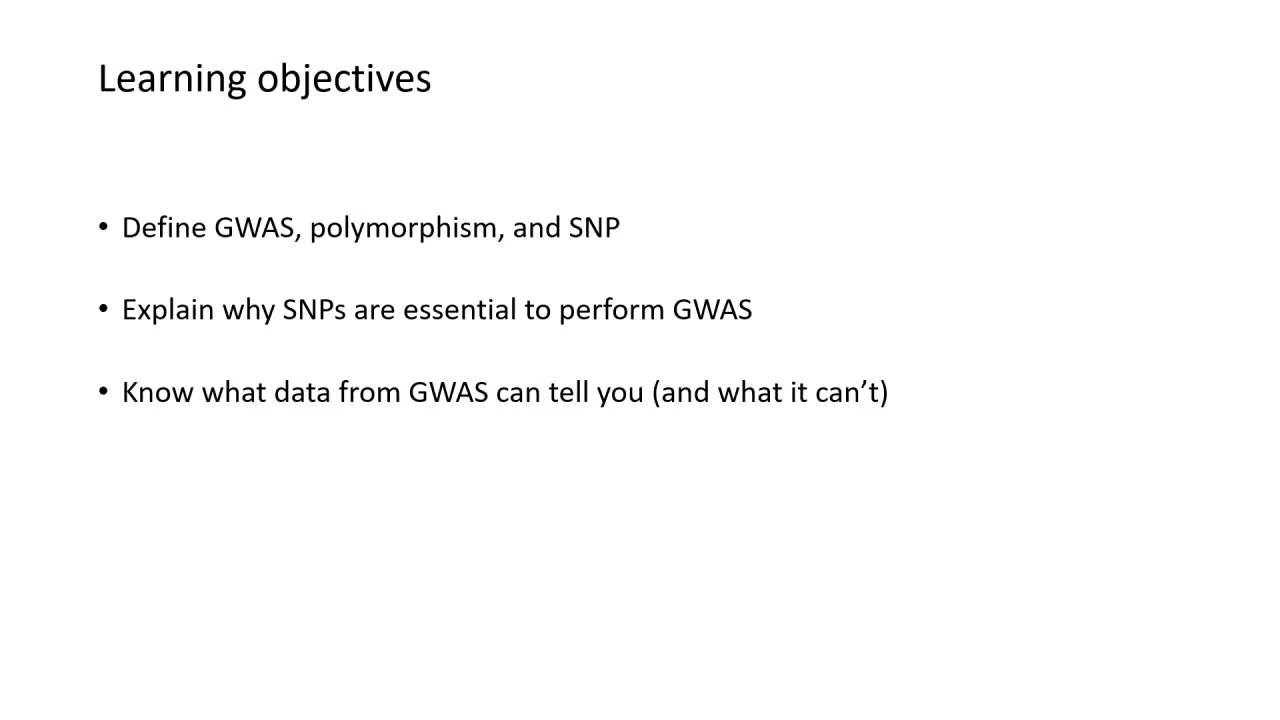 Learning objectives
• Define GWAS, polymorphism, and SNP
• Explain why SNPs are essential to perform GWAS
• Know what data from GWAS can tell you (and what it can’t)